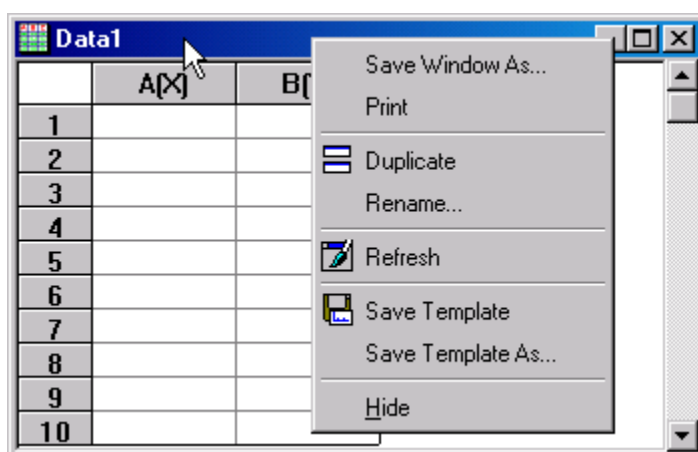 Data1
A(X)
B(
1
2
3
4
5
6
7
8
9
10
Save Window As...
Print
Duplicate
Rename...
Refresh
Save Template
Save Template As...
Hide